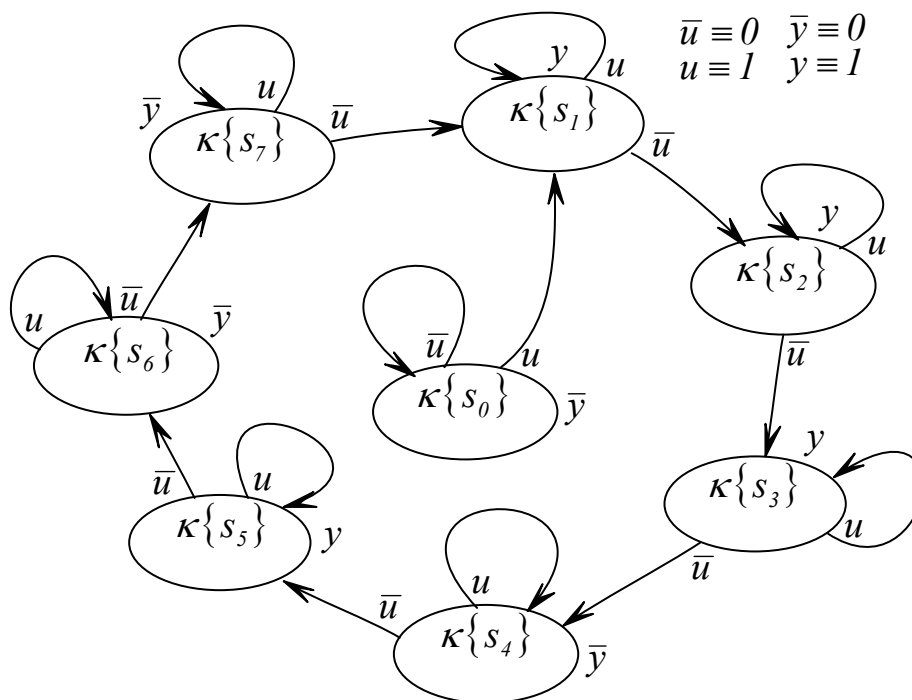 ū≡0 ȳ≡0
u≡1 y≡1
y u
κ{s₁}
ū
u
ȳ
κ{s₇}
ū
y
u
κ{s₂}
ū
u
ū
ȳ
κ{s₆}
ū
u
κ{s₀}
ȳ
y
κ{s₃}
u
ū
ū
u
κ{s₅}
y
u
ū
κ{s₄}
ȳ